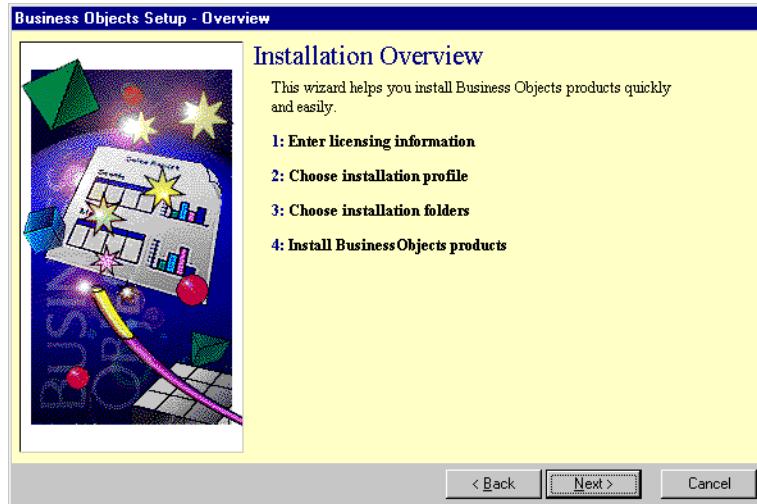 Business Objects Setup - Overview
Installation Overview
This wizard helps you install Business Objects products quickly
and easily.
1: Enter licensing information
2: Choose installation profile
3: Choose installation folders
4: Install BusinessObjects products
BUSIN
< Back
Next >
Cancel